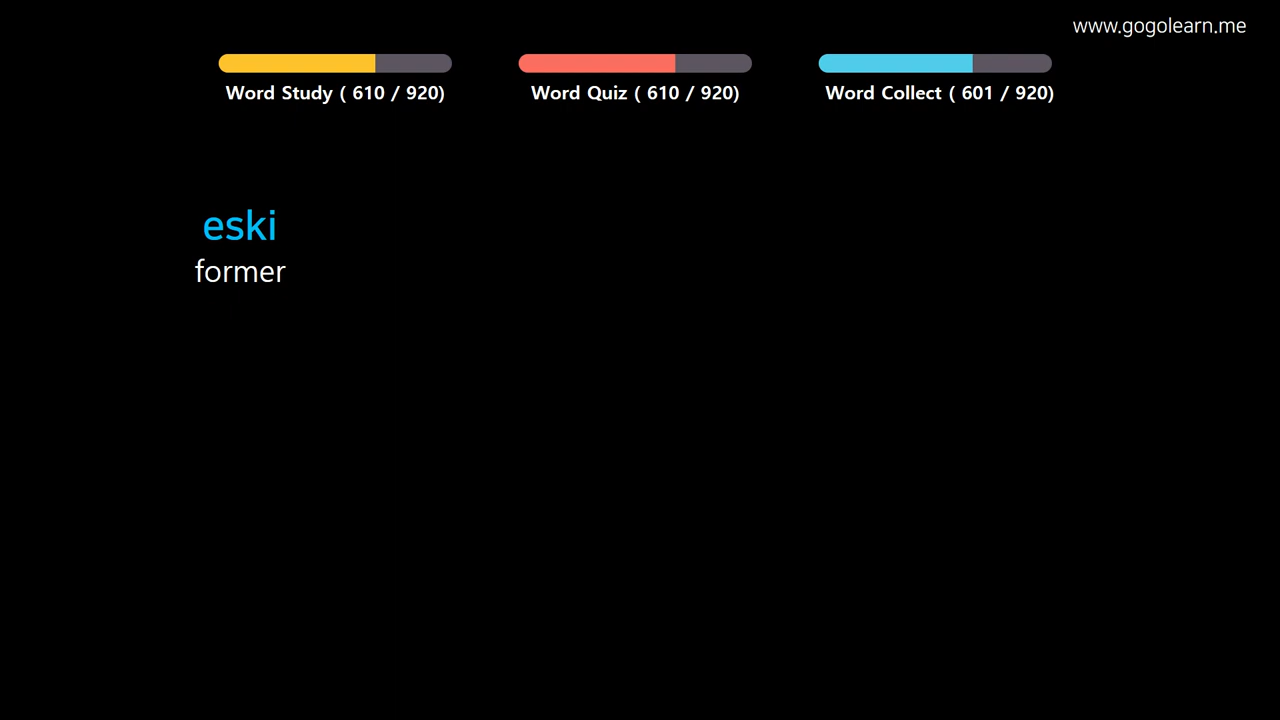 www.gogolearn.me
Word Study ( 610 / 920)
Word Quiz ( 610 / 920)
Word Collect ( 601 / 920)
eski
former